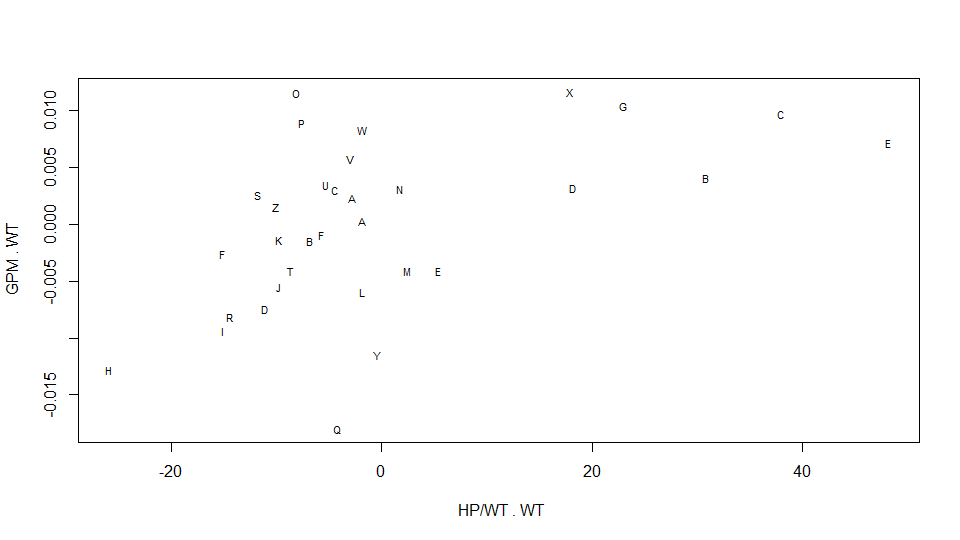 GPM . WT
0.010
0.005
0.000
-0.005
-0.015
O
X
G
C
P
W
E
V
B
U
C
N
D
S
A
Z
A
F
K
B
F
T
M
E
J
L
D
R
I
Y
H
Q
-20 0 20 40
HP/WT . WT